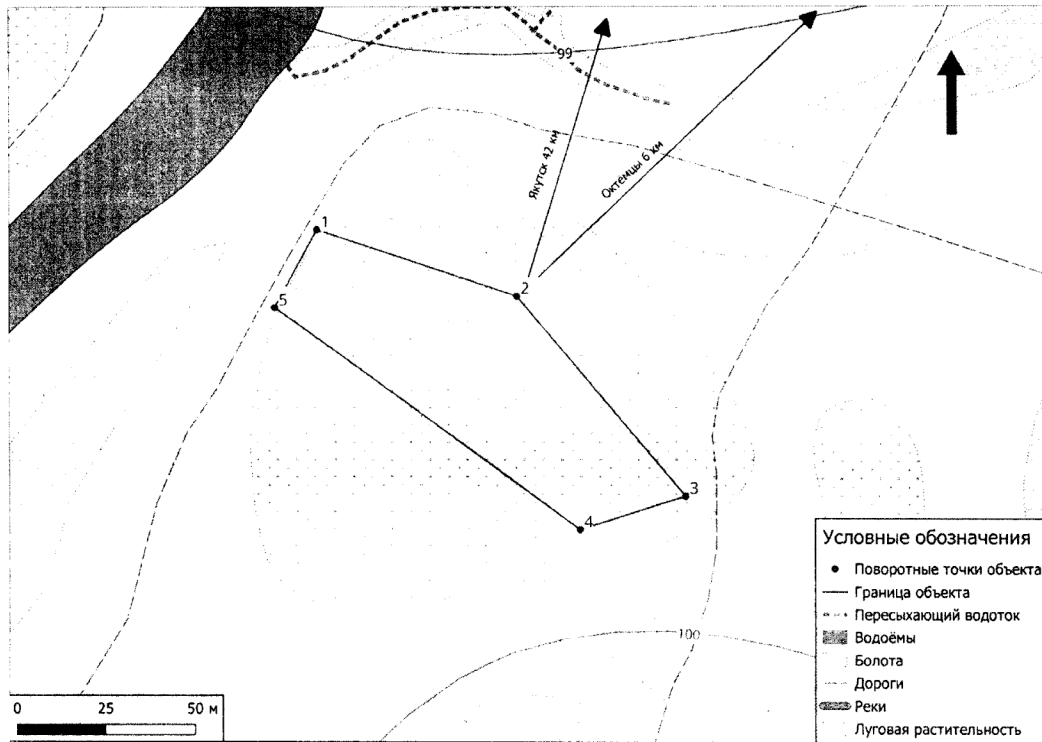 99
Якутск 42 км
Октемцы 6 км
1
2
5
3
4
100
Условные обозначения
Поворотные точки объекта
Граница объекта
Пересыхающий водоток
Водоёмы
Болота
Дороги
Реки
Луговая растительность
0 25 50 м